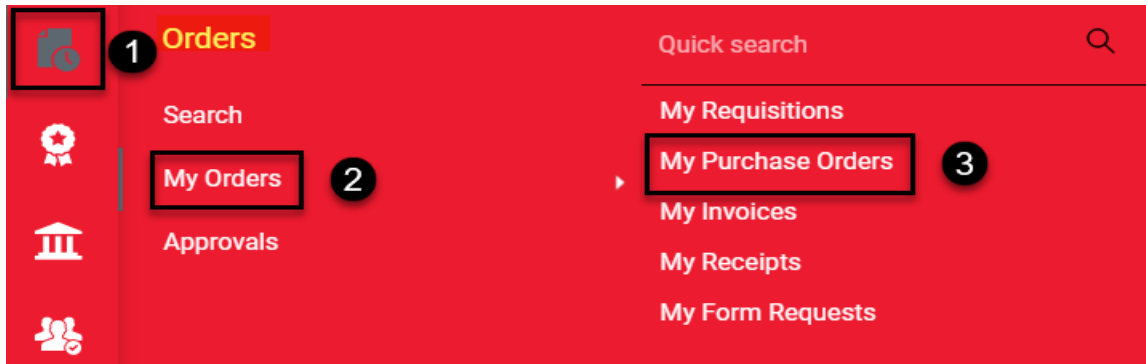 1
Orders
Search
My Orders
2
Approvals
Quick search
My Requisitions
My Purchase Orders
3
My Invoices
My Receipts
My Form Requests